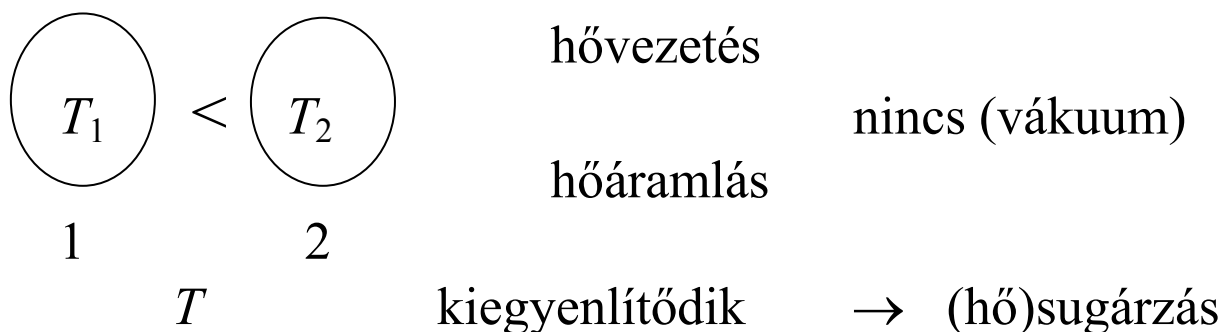 hővezetés
T₁ < T₂ nincs (vákuum)
hőáramlás
1 2
T kiegyenlítődik → (hő)sugárzás